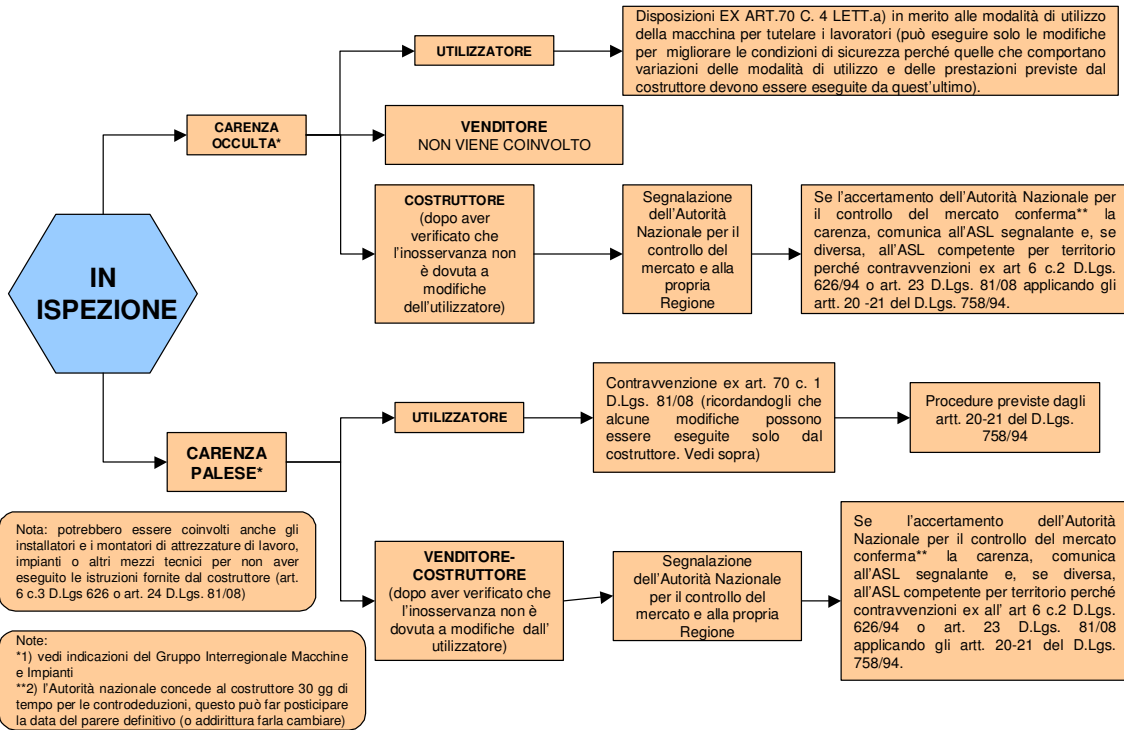 IN
ISPEZIONE
CARENZA
OCCULTA*
UTILIZZATORE
Disposizioni EX ART.70 C. 4 LETT.a) in merito alle modalità di utilizzo
della macchina per tutelare i lavoratori (può eseguire solo le modifiche
per migliorare le condizioni di sicurezza perché quelle che comportano
variazioni delle modalità di utilizzo e delle prestazioni previste dal
costruttore devono essere eseguite da quest'ultimo).
VENDITORE
NON VIENE COINVOLTO
COSTRUTTORE
(dopo aver
verificato che
l'inosservanza non
è dovuta a
modifiche
dell'utilizzatore)
Segnalazione
dell'Autorità
Nazionale per il
controllo del
mercato e alla
propria
Regione
Se l'accertamento dell'Autorità Nazionale per
il controllo del mercato conferma** la
carenza, comunica all'ASL segnalante e, se
diversa, all'ASL competente per territorio
perché contravvenzioni ex art 6 c.2 D.Lgs.
626/94 o art. 23 D.Lgs. 81/08 applicando gli
artt. 20 -21 del D.Lgs. 758/94.
CARENZA
PALESE*
UTILIZZATORE
Contravvenzione ex art. 70 c. 1
D.Lgs. 81/08 (ricordandogli che
alcune modifiche possono
essere eseguite solo dal
costruttore. Vedi sopra)
Procedure previste dagli
artt. 20-21 del D.Lgs.
758/94
VENDITORE-
COSTRUTTORE
(dopo aver verificato che
l'inosservanza non è
dovuta a modifiche dall'
utilizzatore)
Segnalazione
dell'Autorità Nazionale
per il controllo del
mercato e alla propria
Regione
Se l'accertamento dell'Autorità
Nazionale per il controllo del mercato
conferma** la carenza, comunica
all'ASL segnalante e, se diversa,
all'ASL competente per territorio perché
contravvenzioni ex all' art 6 c.2 D.Lgs.
626/94 o art. 23 D.Lgs. 81/08
applicando gli artt. 20-21 del D.Lgs.
758/94.
Nota: potrebbero essere coinvolti anche gli
installatori e i montatori di attrezzature di lavoro,
impianti o altri mezzi tecnici per non aver
eseguito le istruzioni fornite dal costruttore (art.
6 c.3 D.Lgs 626 o art. 24 D.Lgs. 81/08)
Note:
*1) vedi indicazioni del Gruppo Interregionale Macchine
e Impianti
**2) l'Autorità nazionale concede al costruttore 30 gg di
tempo per le controdeduzioni, questo può far posticipare
la data del parere definitivo (o addirittura farla cambiare)